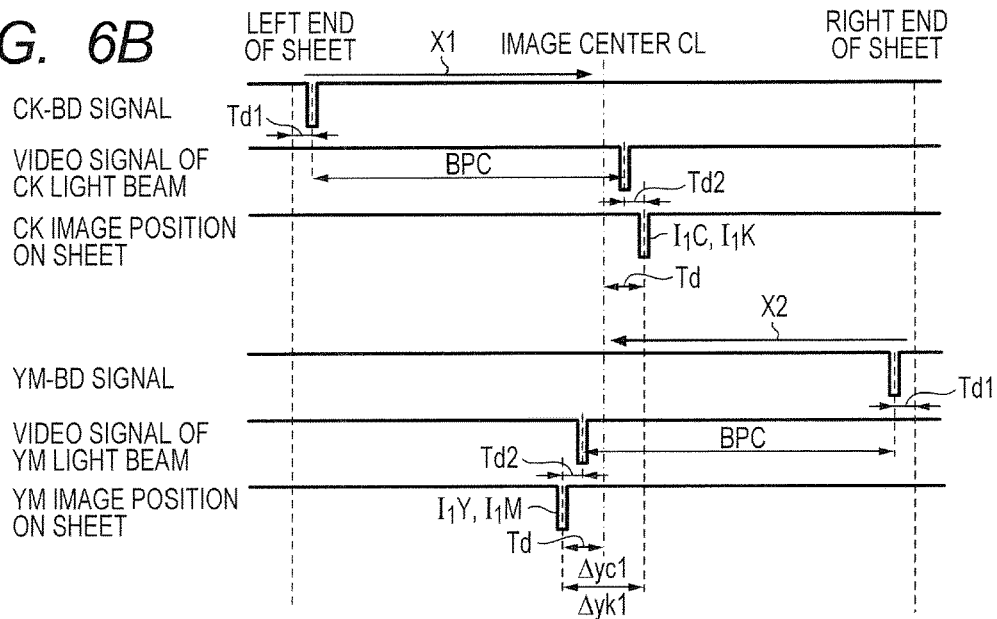 G. 6B
LEFT END
OF SHEET
X1
IMAGE CENTER CL
RIGHT END
OF SHEET
CK-BD SIGNAL
Td1
VIDEO SIGNAL OF
CK LIGHT BEAM
BPC
Td2
CK IMAGE POSITION
ON SHEET
I₁C, I₁K
Td
X2
YM-BD SIGNAL
Td1
VIDEO SIGNAL OF
YM LIGHT BEAM
BPC
Td2
YM IMAGE POSITION
ON SHEET
I₁Y, I₁M
Td
Δyc1
Δyk1